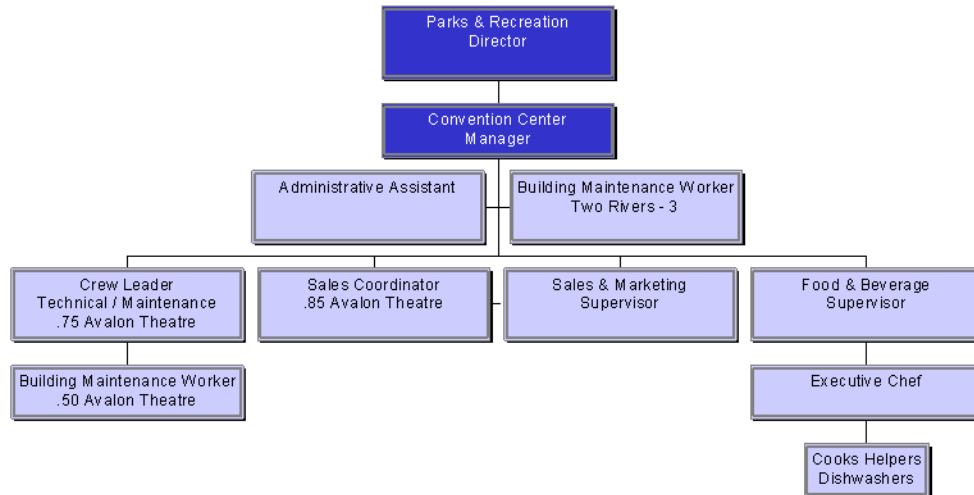 Parks & Recreation
Director
Convention Center
Manager
Administrative Assistant
Building Maintenance Worker
Two Rivers - 3
Crew Leader
Technical / Maintenance
.75 Avalon Theatre
Sales Coordinator
.85 Avalon Theatre
Sales & Marketing
Supervisor
Food & Beverage
Supervisor
Building Maintenance Worker
.50 Avalon Theatre
Executive Chef
Cooks Helpers
Dishwashers